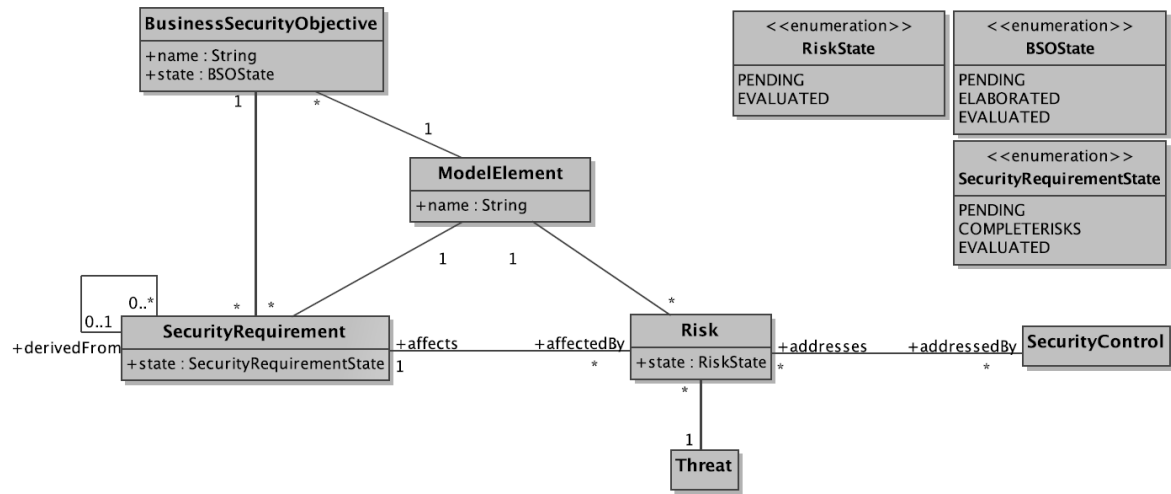 BusinessSecurityObjective
+name : String
+state : BSOState
<<enumeration>>
RiskState
PENDING
EVALUATED
<<enumeration>>
BSOState
PENDING
ELABORATED
EVALUATED
1
*
1
ModelElement
+name : String
<<enumeration>>
SecurityRequirementState
PENDING
COMPLETERISKS
EVALUATED
1
1
0..*
0..1
+derivedFrom
*
*
*
SecurityRequirement
+state : SecurityRequirementState
+affects
1
+affectedBy
*
Risk
+state : RiskState
+addresses
*
+addressedBy
*
SecurityControl
*
1
Threat